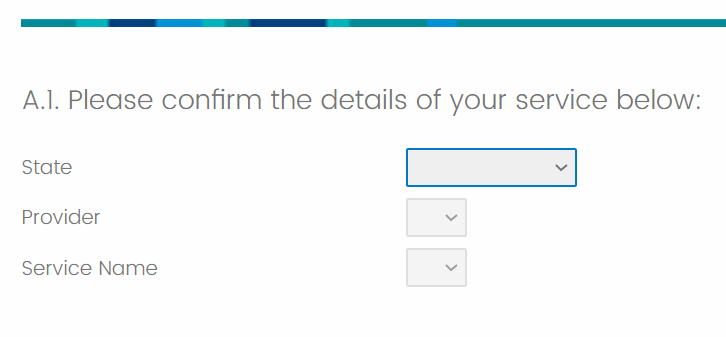 A.1. Please confirm the details of your service below:
State
Provider
Service Name